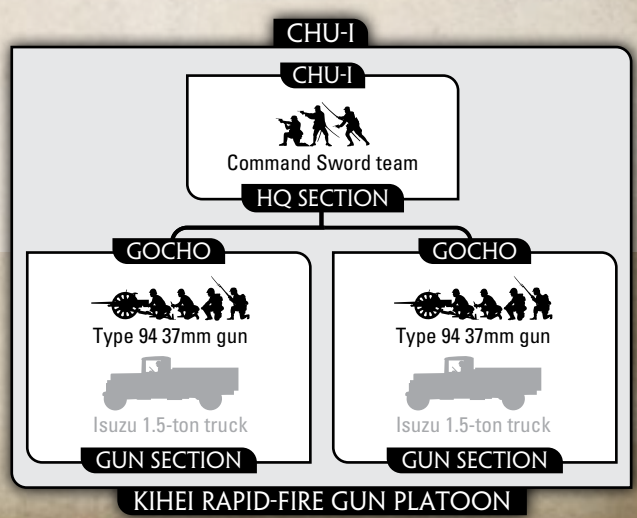 CHU-I
CHU-I
Command Sword team
HQ SECTION
GOCHO
Type 94 37mm gun
Isuzu 1.5-ton truck
GUN SECTION
GOCHO
Type 94 37mm gun
Isuzu 1.5-ton truck
GUN SECTION
KIHEI RAPID-FIRE GUN PLATOON